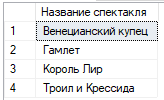 Название спектакля
1 Венецианский купец
2 Гамлет
3 Король Лир
4 Троил и Крессида